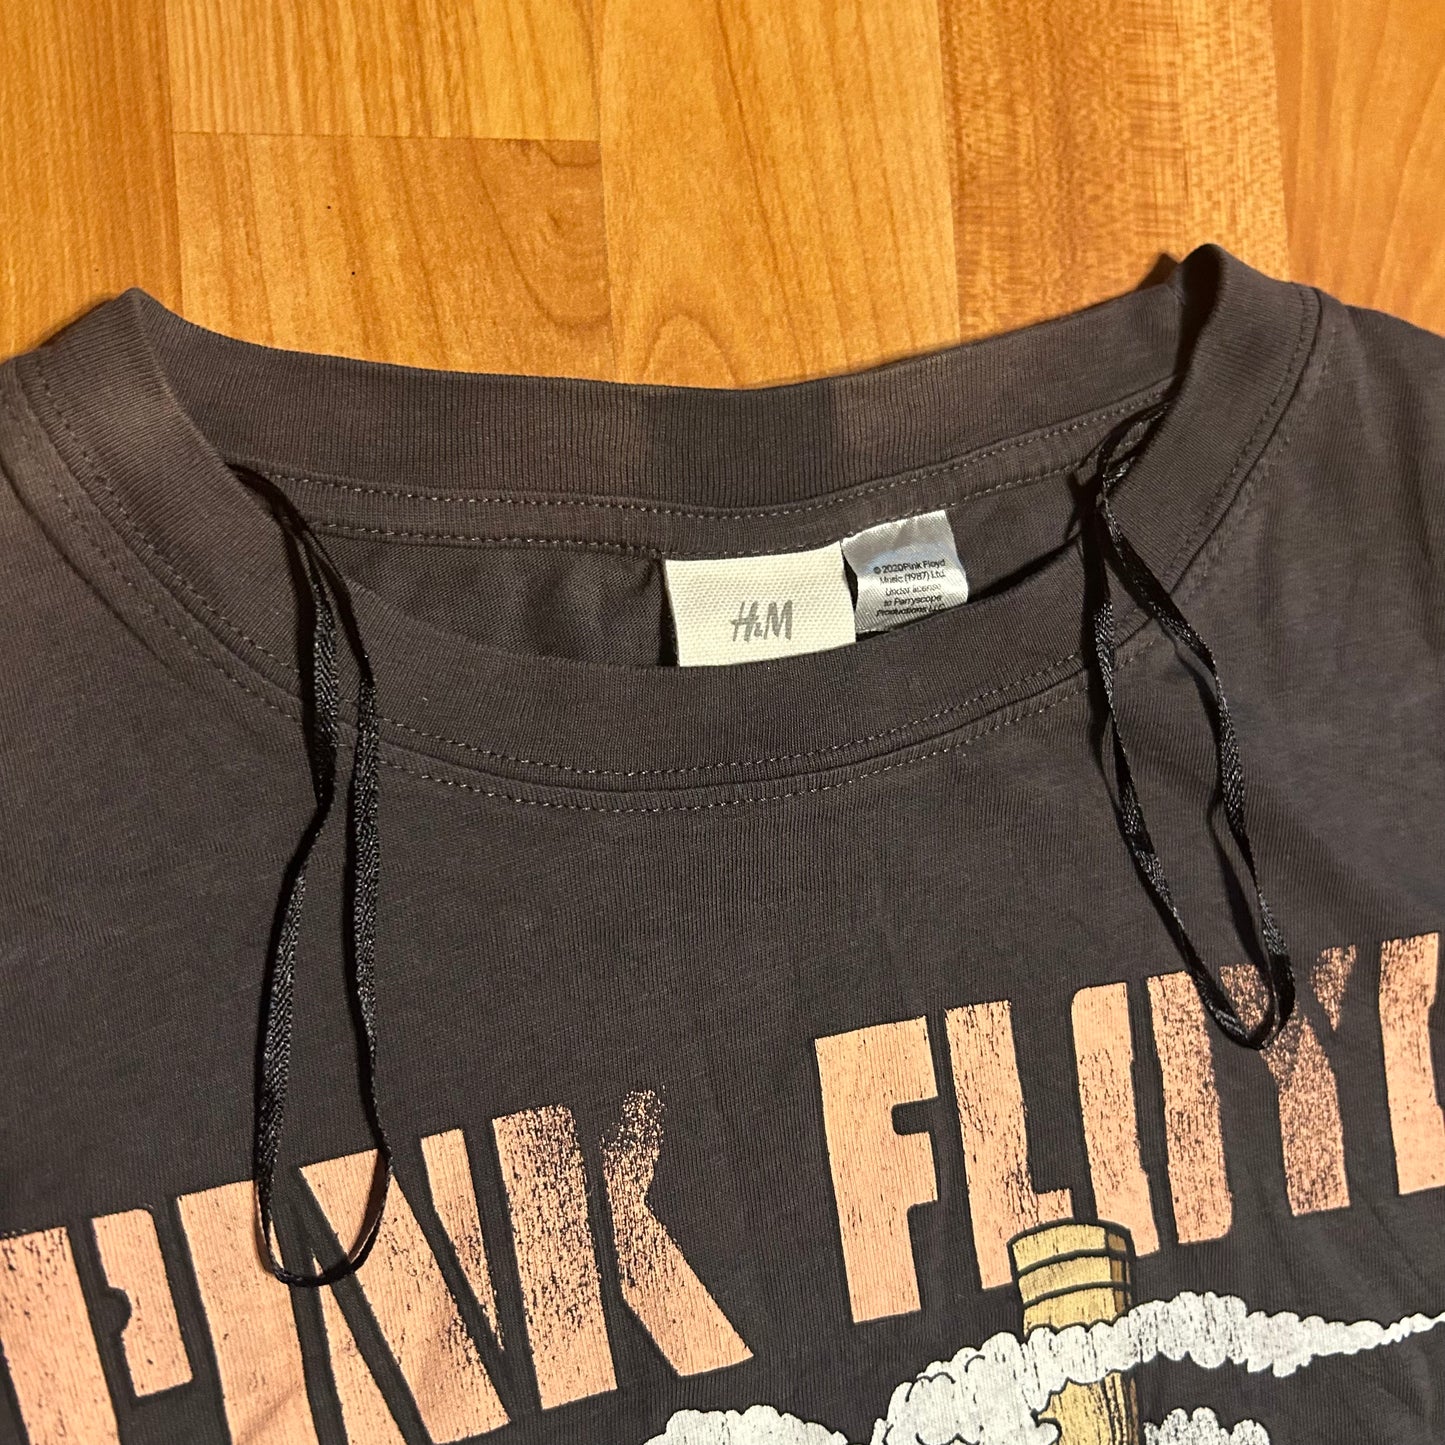 H&M
© 2020 Pink Floyd
Music (1987) Ltd.
Under license
to Perryscope
Productions LLC
PINK FLOYD